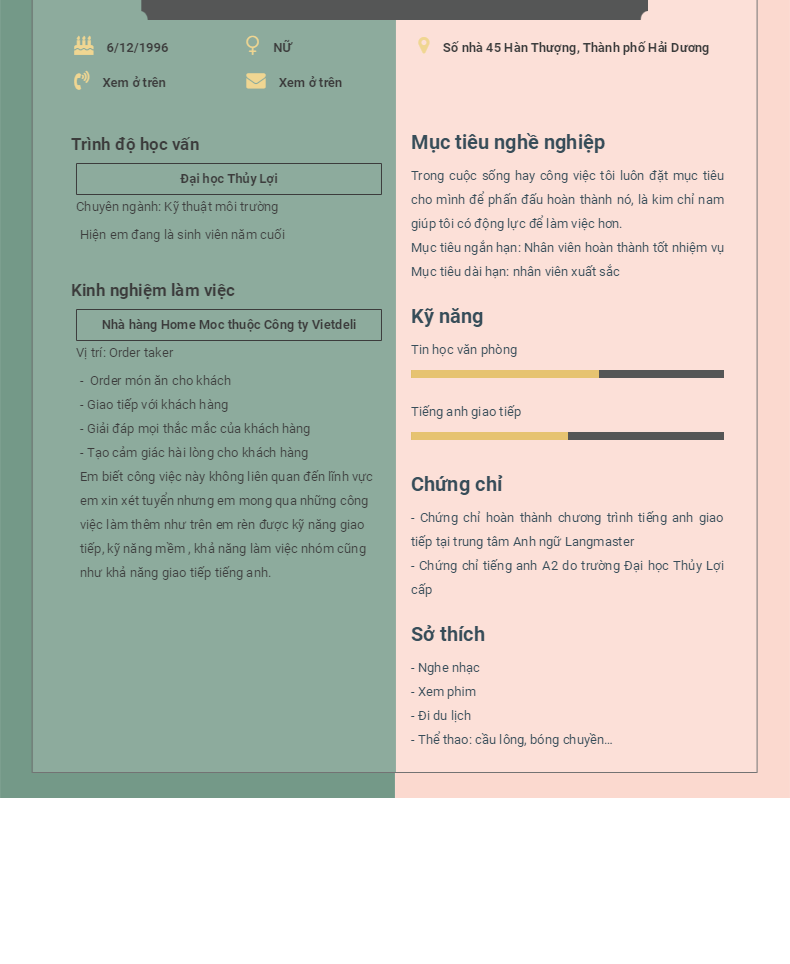 6/12/1996
NỮ
Số nhà 45 Hàn Thượng, Thành phố Hải Dương
Xem ở trên
Xem ở trên
Trình độ học vấn
Đại học Thủy Lợi
Chuyên ngành: Kỹ thuật môi trường
Hiện em đang là sinh viên năm cuối
Kinh nghiệm làm việc
Nhà hàng Home Moc thuộc Công ty Vietdeli
Vị trí: Order taker
- Order món ăn cho khách
- Giao tiếp với khách hàng
- Giải đáp mọi thắc mắc của khách hàng
- Tạo cảm giác hài lòng cho khách hàng
Em biết công việc này không liên quan đến lĩnh vực
em xin xét tuyển nhưng em mong qua những công
việc làm thêm như trên em rèn được kỹ năng giao
tiếp, kỹ năng mềm , khả năng làm việc nhóm cũng
như khả năng giao tiếp tiếng anh.
Mục tiêu nghề nghiệp
Trong cuộc sống hay công việc tôi luôn đặt mục tiêu
cho mình để phấn đấu hoàn thành nó, là kim chỉ nam
giúp tôi có động lực để làm việc hơn.
Mục tiêu ngắn hạn: Nhân viên hoàn thành tốt nhiệm vụ
Mục tiêu dài hạn: nhân viên xuất sắc
Kỹ năng
Tin học văn phòng
Tiếng anh giao tiếp
Chứng chỉ
- Chứng chỉ hoàn thành chương trình tiếng anh giao
tiếp tại trung tâm Anh ngữ Langmaster
- Chứng chỉ tiếng anh A2 do trường Đại học Thủy Lợi
cấp
Sở thích
- Nghe nhạc
- Xem phim
- Đi du lịch
- Thể thao: cầu lông, bóng chuyền...